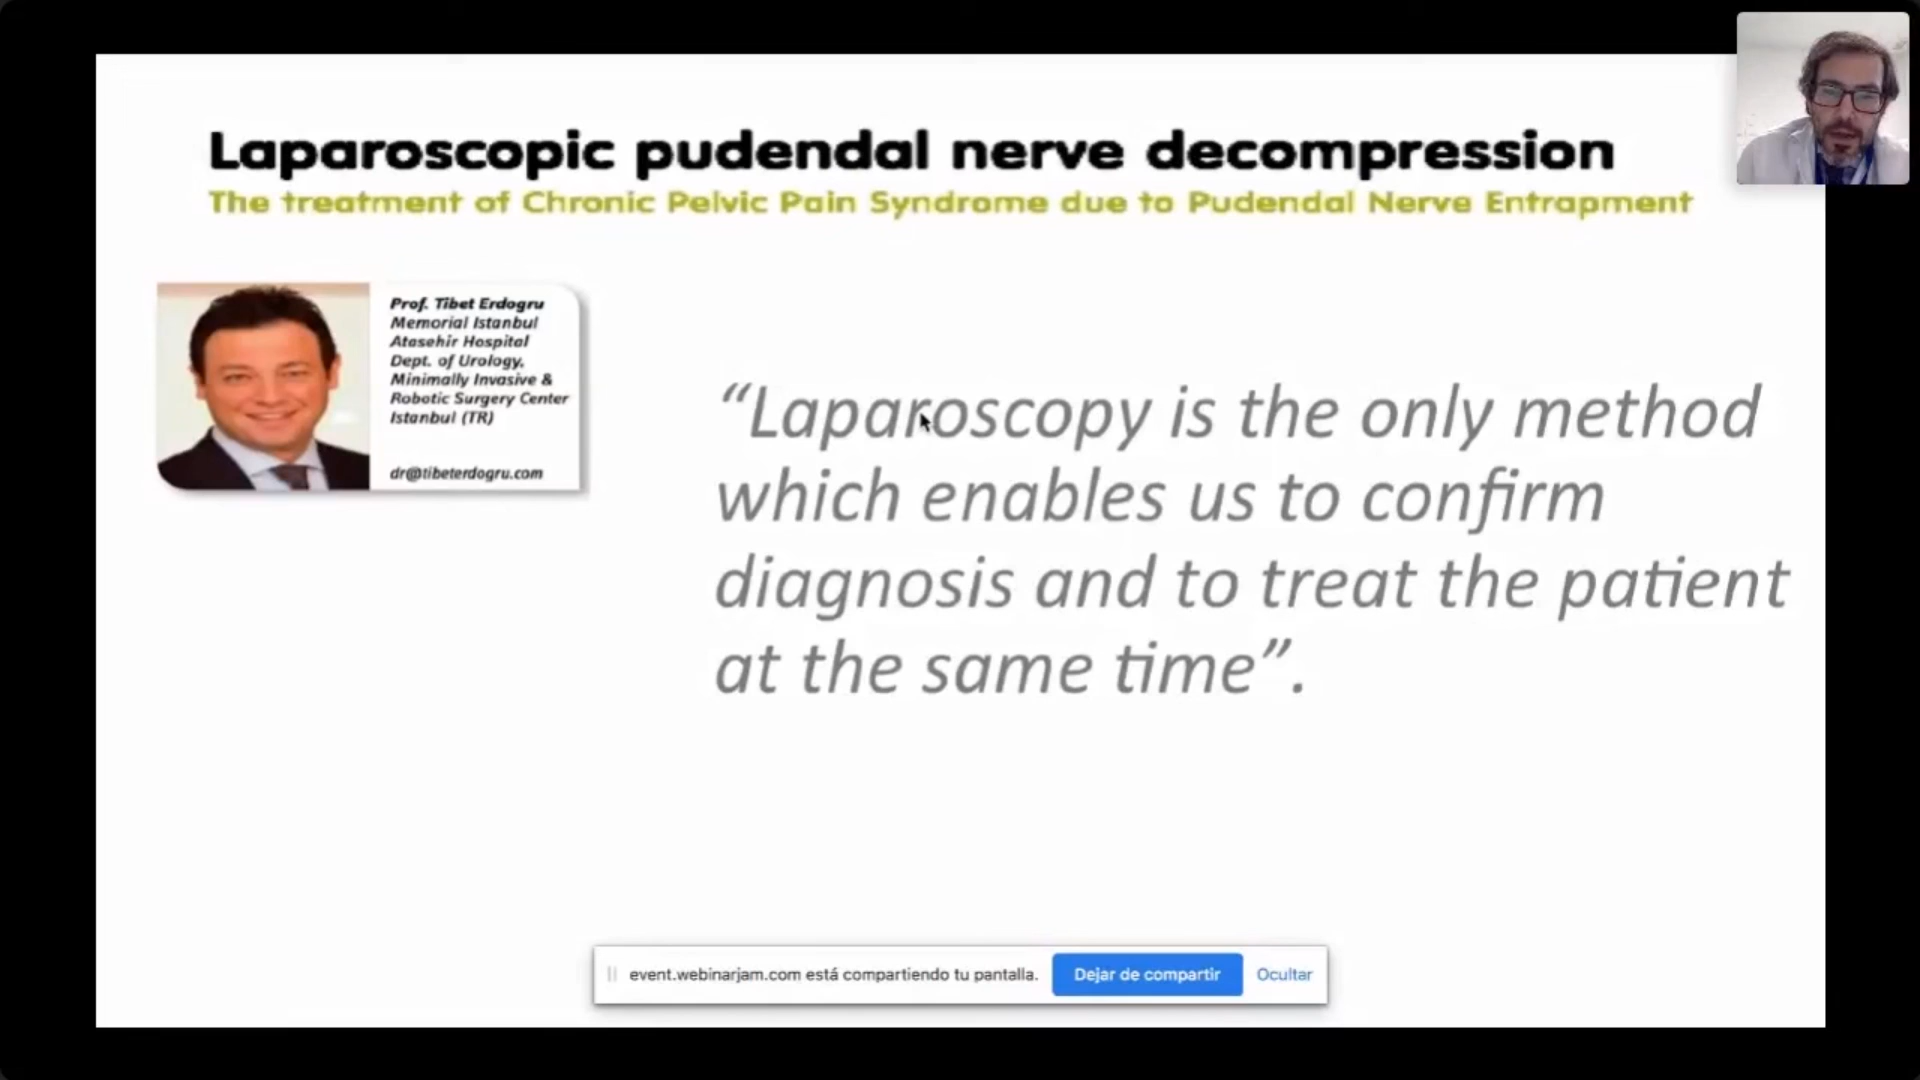 Laparoscopic pudendal nerve decompression
The treatment of Chronic Pelvic Pain Syndrome due to Pudendal Nerve Entrapment
Prof. Tibet Erdogru
Memorial Istanbul
Atasehir Hospital
Dept. of Urology,
Minimally Invasive &
Robotic Surgery Center
Istanbul (TR)
dr@tibeterdogru.com
“Laparoscopy is the only method
which enables us to confirm
diagnosis and to treat the patient
at the same time”.
event.webinarjam.com está compartiendo tu pantalla. Dejar de compartir Ocultar